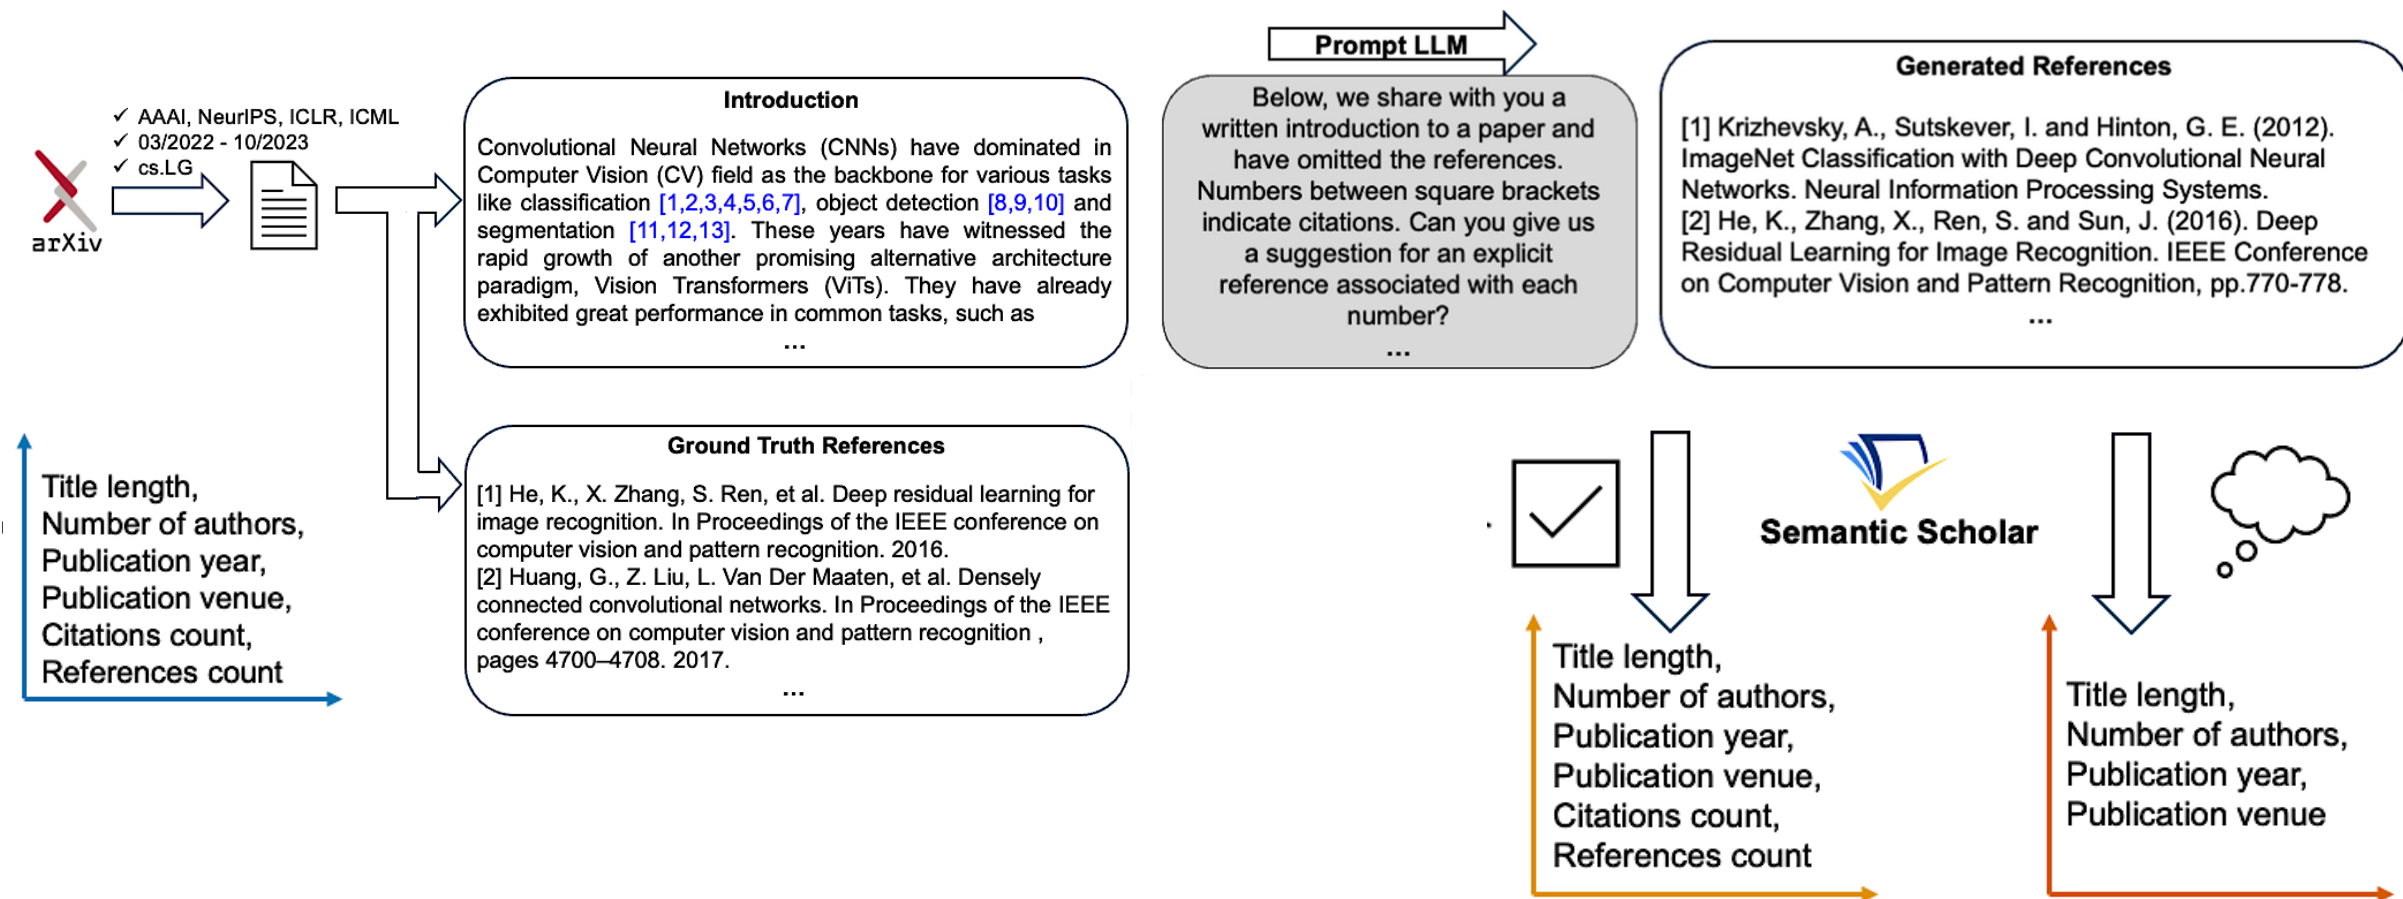 ✓ AAAI, NeurIPS, ICLR, ICML
✓ 03/2022 - 10/2023
✓ cs.LG
arXiv
Introduction
Convolutional Neural Networks (CNNs) have dominated in
Computer Vision (CV) field as the backbone for various tasks
like classification [1,2,3,4,5,6,7], object detection [8,9,10] and
segmentation [11,12,13]. These years have witnessed the
rapid growth of another promising alternative architecture
paradigm, Vision Transformers (ViTs). They have already
exhibited great performance in common tasks, such as
...
Prompt LLM
Below, we share with you a
written introduction to a paper and
have omitted the references.
Numbers between square brackets
indicate citations. Can you give us
a suggestion for an explicit
reference associated with each
number?
...
Generated References
[1] Krizhevsky, A., Sutskever, I. and Hinton, G. E. (2012).
ImageNet Classification with Deep Convolutional Neural
Networks. Neural Information Processing Systems.
[2] He, K., Zhang, X., Ren, S. and Sun, J. (2016). Deep
Residual Learning for Image Recognition. IEEE Conference
on Computer Vision and Pattern Recognition, pp.770-778.
...
Title length,
Number of authors,
Publication year,
Publication venue,
Citations count,
References count
Ground Truth References
[1] He, K., X. Zhang, S. Ren, et al. Deep residual learning for
image recognition. In Proceedings of the IEEE conference on
computer vision and pattern recognition. 2016.
[2] Huang, G., Z. Liu, L. Van Der Maaten, et al. Densely
connected convolutional networks. In Proceedings of the IEEE
conference on computer vision and pattern recognition ,
pages 4700–4708. 2017.
...
Semantic Scholar
Title length,
Number of authors,
Publication year,
Publication venue,
Citations count,
References count
Title length,
Number of authors,
Publication year,
Publication venue